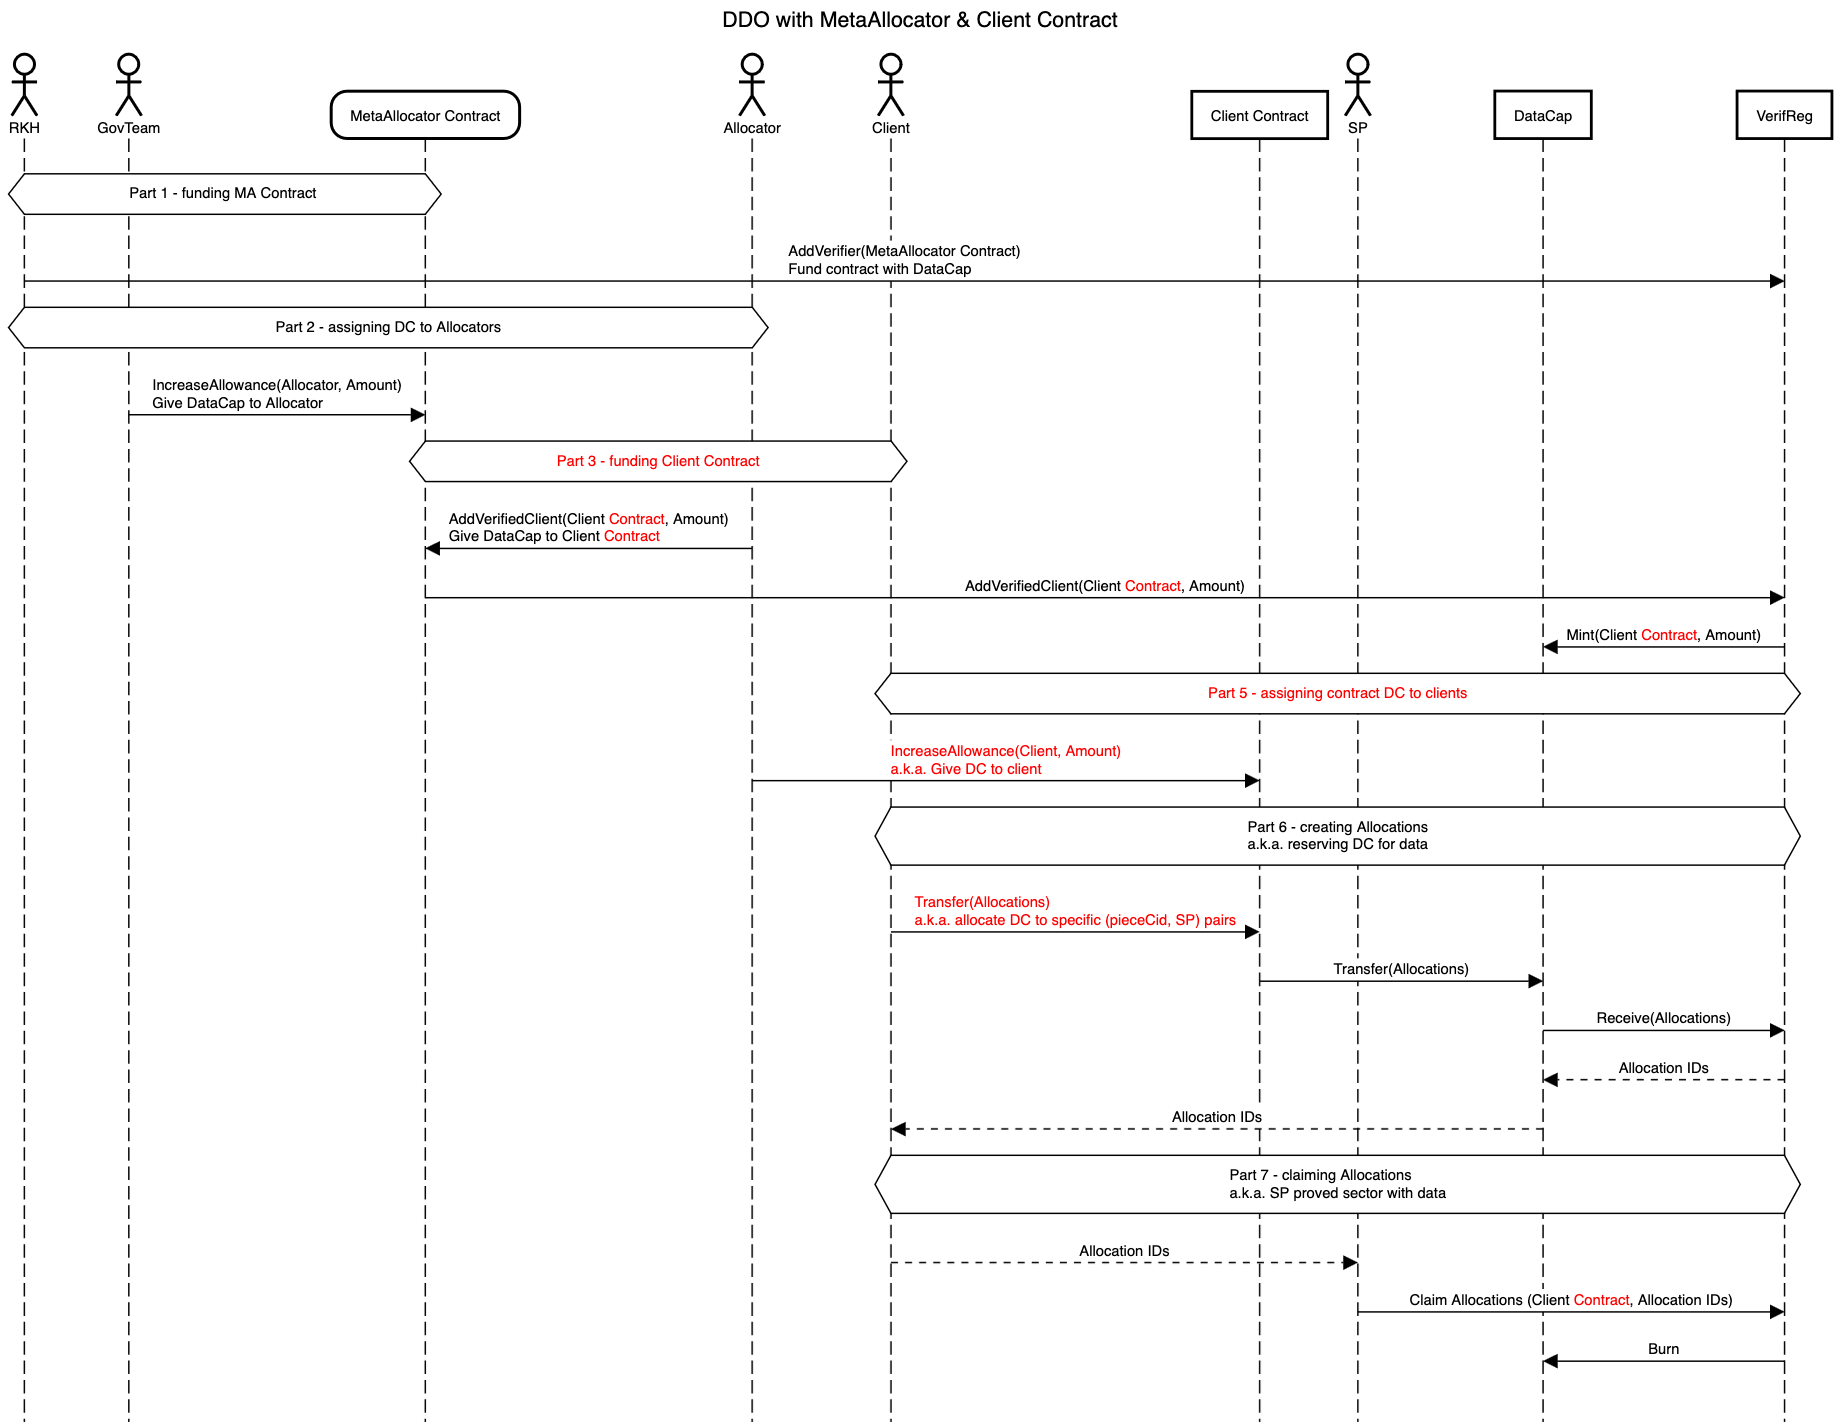 DDO with MetaAllocator & Client Contract
RKH
GovTeam
MetaAllocator Contract
Allocator
Client
Client Contract
SP
DataCap
VerifReg
Part 1 - funding MA Contract
AddVerifier(MetaAllocator Contract)
Fund contract with DataCap
Part 2 - assigning DC to Allocators
IncreaseAllowance(Allocator, Amount)
Give DataCap to Allocator
Part 3 - funding Client Contract
AddVerifiedClient(Client Contract, Amount)
Give DataCap to Client Contract
AddVerifiedClient(Client Contract, Amount)
Mint(Client Contract, Amount)
Part 5 - assigning contract DC to clients
IncreaseAllowance(Client, Amount)
a.k.a. Give DC to client
Part 6 - creating Allocations
a.k.a. reserving DC for data
Transfer(Allocations)
a.k.a. allocate DC to specific (pieceCid, SP) pairs
Transfer(Allocations)
Receive(Allocations)
Allocation IDs
Allocation IDs
Part 7 - claiming Allocations
a.k.a. SP proved sector with data
Allocation IDs
Claim Allocations (Client Contract, Allocation IDs)
Burn